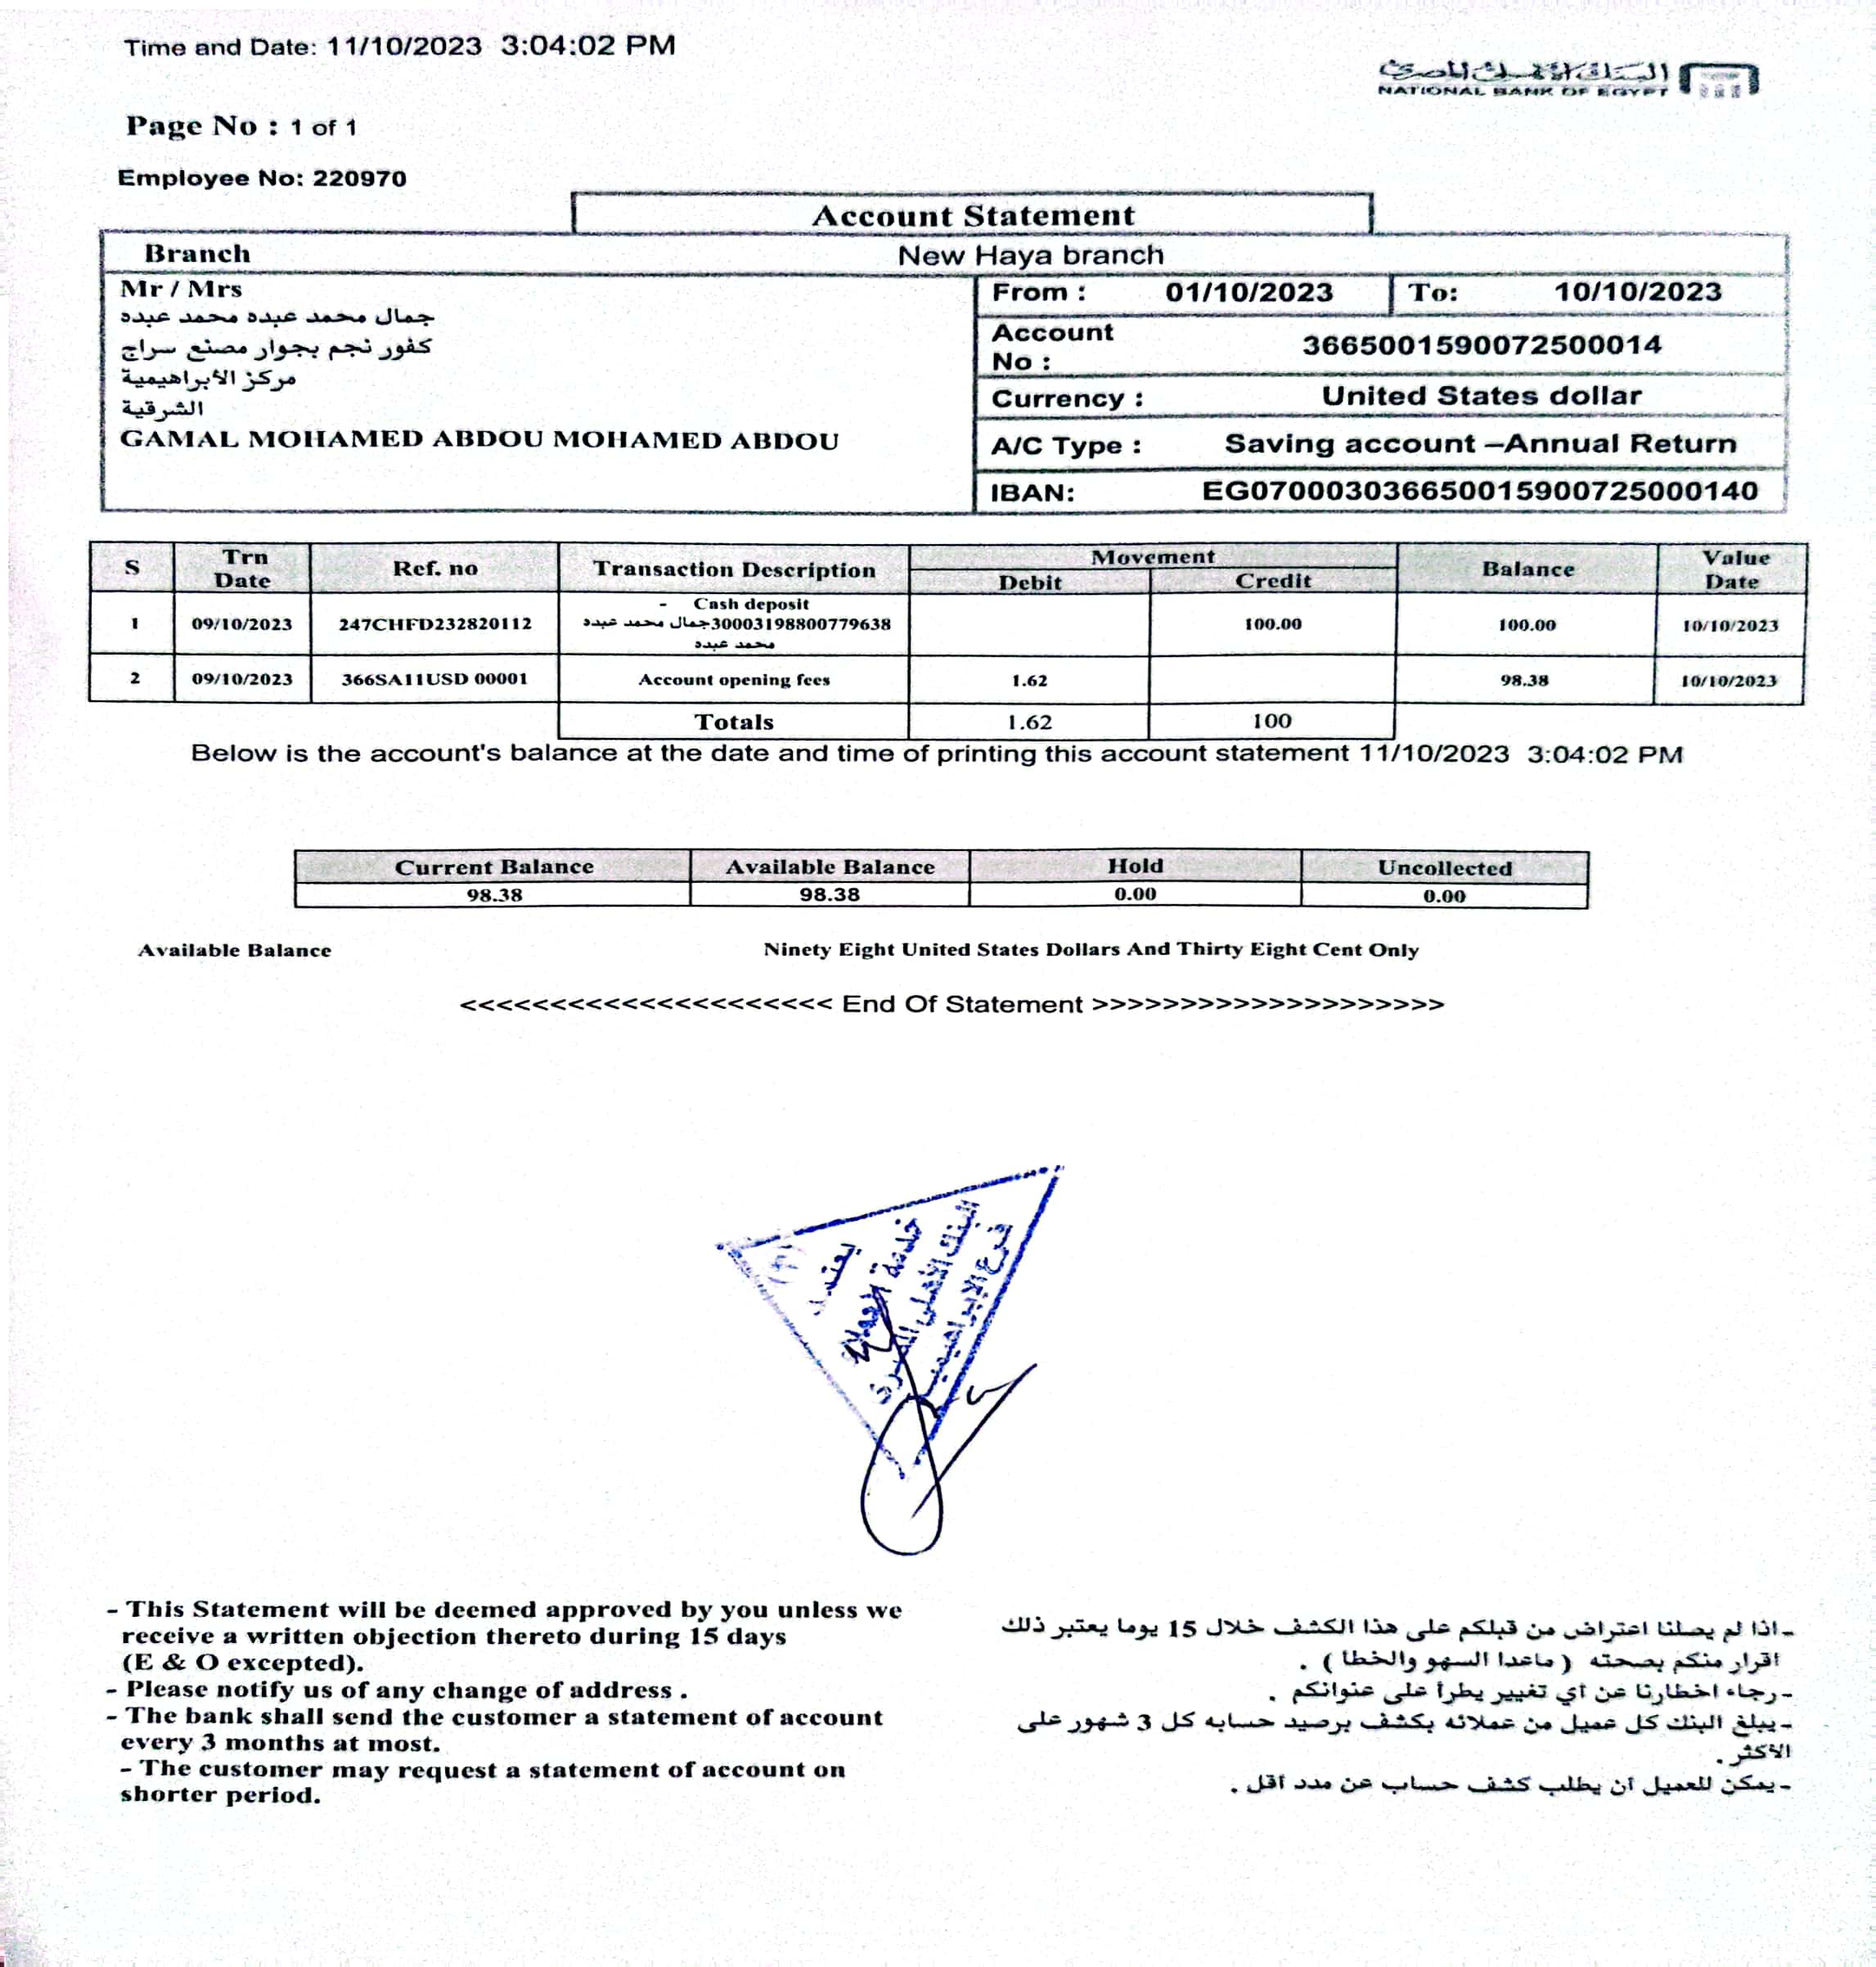 Time and Date: 11/10/2023 3:04:02 PM
البنك الأهلي المصري
NATIONAL BANK OF EGYPT
Page No : 1 of 1
Employee No: 220970
Account Statement
Branch New Haya branch
Mr / Mrs
جمال محمد عبده محمد عبده
كفور نجم بجوار مصنع سراج
مركز الأبراهيمية
الشرقية
GAMAL MOHAMED ABDOU MOHAMED ABDOU
From : 01/10/2023 To: 10/10/2023
Account No : 3665001590072500014
Currency : United States dollar
A/C Type : Saving account –Annual Return
IBAN: EG070003036650015900725000140
S Trn Date Ref. no Transaction Description Movement Debit Credit Balance Value Date
1 09/10/2023 247CHFD232820112 - Cash deposit 100.00 100.00 10/10/2023
30003198800779638جمال محمد عبده
محمد عبده
2 09/10/2023 366SA11USD 00001 Account opening fees 1.62 98.38 10/10/2023
Totals 1.62 100
Below is the account's balance at the date and time of printing this account statement 11/10/2023 3:04:02 PM
Current Balance Available Balance Hold Uncollected
98.38 98.38 0.00 0.00
Available Balance Ninety Eight United States Dollars And Thirty Eight Cent Only
<<<<<<<<<<<<<<<<<<<<< End Of Statement >>>>>>>>>>>>>>>>>>>>
يعتمد
خدمة العملاء
البنك الأهلي المصري
فرع الإبراهيمية
- This Statement will be deemed approved by you unless we
receive a written objection thereto during 15 days
(E & O excepted).
- Please notify us of any change of address .
- The bank shall send the customer a statement of account
every 3 months at most.
- The customer may request a statement of account on
shorter period.
-اذا لم يصلنا اعتراض من قبلكم على هذا الكشف خلال 15 يوما يعتبر ذلك
اقرار منكم بصحته ( ماعدا السهو والخطا ) .
-رجاء اخطارنا عن أي تغيير يطرأ على عنوانكم .
-يبلغ البنك كل عميل من عملائه بكشف برصيد حسابه كل 3 شهور على
الأكثر .
-يمكن للعميل أن يطلب كشف حساب عن مدد أقل .